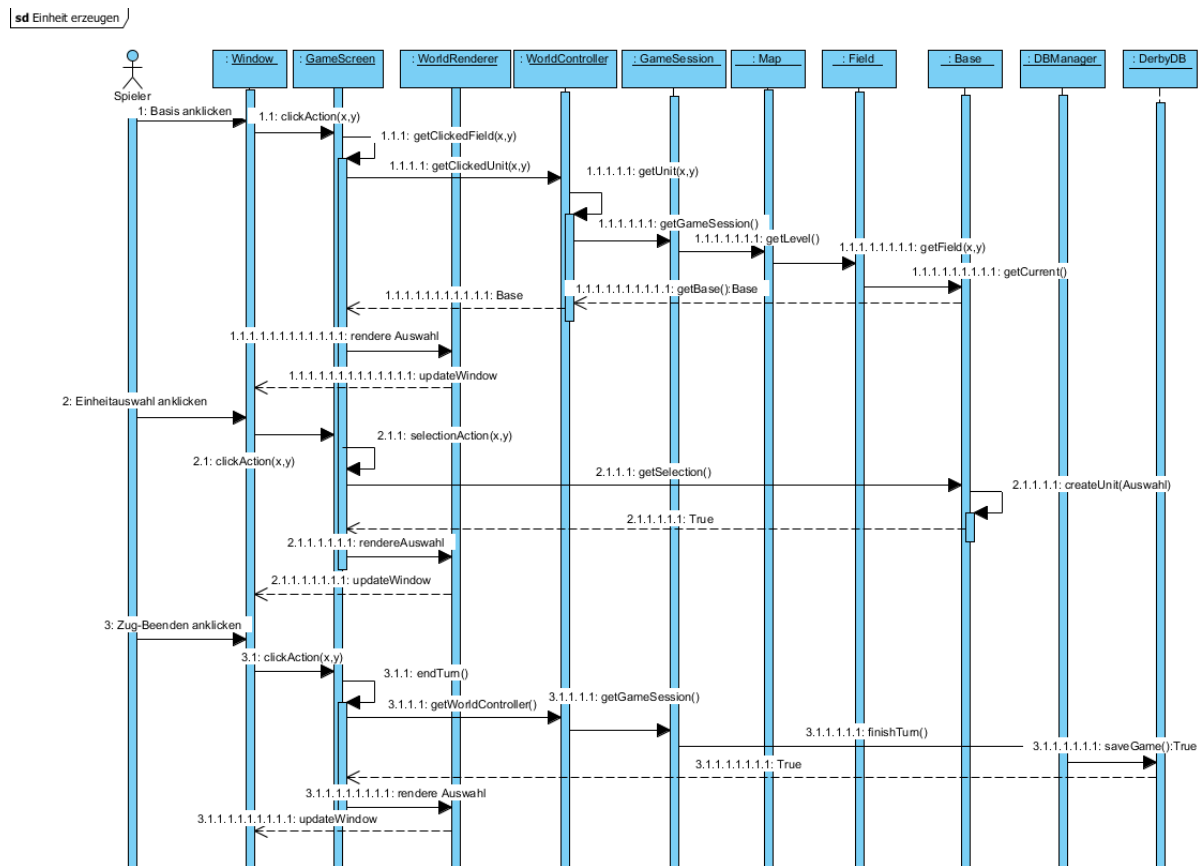 sd Einheit erzeugen
: Window
: GameScreen
: WorldRenderer
: WorldController
: GameSession
: Map
: Field
: Base
: DBManager
: DerbyDB
Spieler
1: Basis anklicken
1.1: clickAction(x,y)
1.1.1: getClickedField(x,y)
1.1.1.1: getClickedUnit(x,y)
1.1.1.1.1: getUnit(x,y)
1.1.1.1.1.1: getGameSession()
1.1.1.1.1.1.1: getLevel()
1.1.1.1.1.1.1.1: getField(x,y)
1.1.1.1.1.1.1.1.1: getCurrent()
1.1.1.1.1.1.1.1.1.1: getBase():Base
1.1.1.1.1.1.1.1.1.1.1: Base
1.1.1.1.1.1.1.1.1.1.1.1: rendere Auswahl
1.1.1.1.1.1.1.1.1.1.1.1.1: updateWindow
2: Einheitauswahl anklicken
2.1.1: selectionAction(x,y)
2.1: clickAction(x,y)
2.1.1.1: getSelection()
2.1.1.1.1: createUnit(Auswahl)
2.1.1.1.1.1: True
2.1.1.1.1.1.1: rendereAuswahl
2.1.1.1.1.1.1.1: updateWindow
3: Zug-Beenden anklicken
3.1: clickAction(x,y)
3.1.1: endTurn()
3.1.1.1: getWorldController()
3.1.1.1.1: getGameSession()
3.1.1.1.1.1: finishTurn()
3.1.1.1.1.1.1: saveGame():True
3.1.1.1.1.1.1.1: True
3.1.1.1.1.1.1.1.1: rendere Auswahl
3.1.1.1.1.1.1.1.1.1: updateWindow